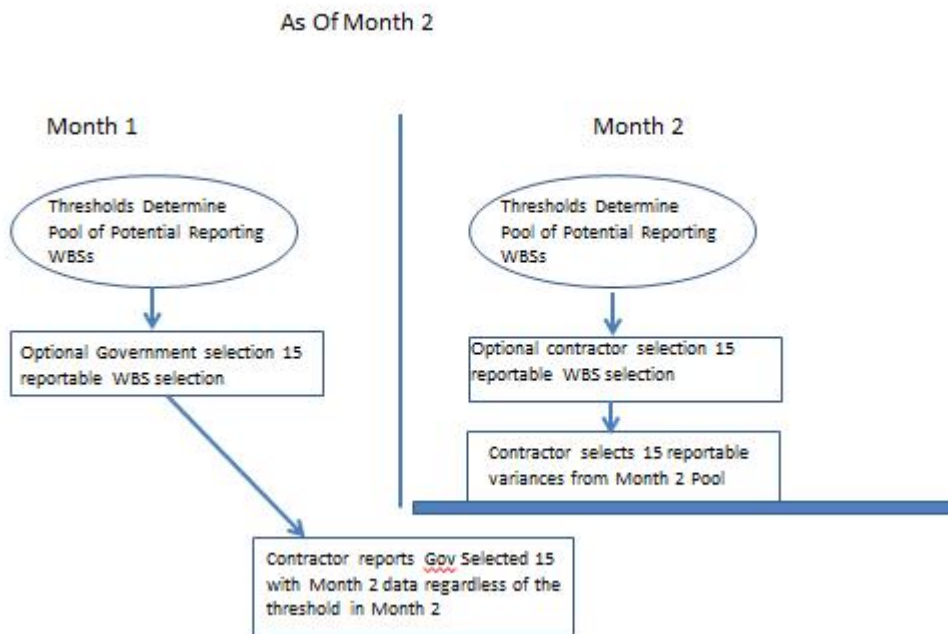 As Of Month 2
Month 1
Thresholds Determine
Pool of Potential Reporting
WBSs
Optional Government selection 15
reportable WBS selection
Month 2
Thresholds Determine
Pool of Potential Reporting
WBSs
Optional contractor selection 15
reportable WBS selection
Contractor selects 15 reportable
variances from Month 2 Pool
Contractor reports Gov Selected 15
with Month 2 data regardless of the
threshold in Month 2